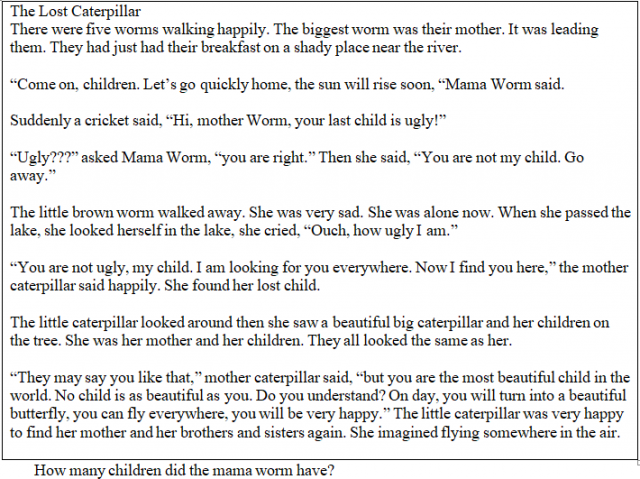 The Lost Caterpillar
There were five worms walking happily. The biggest worm was their mother. It was leading
them. They had just had their breakfast on a shady place near the river.
“Come on, children. Let’s go quickly home, the sun will rise soon, “Mama Worm said.
Suddenly a cricket said, “Hi, mother Worm, your last child is ugly!”
“Ugly???” asked Mama Worm, “you are right.” Then she said, “You are not my child. Go
away.”
The little brown worm walked away. She was very sad. She was alone now. When she passed the
lake, she looked herself in the lake, she cried, “Ouch, how ugly I am.”
“You are not ugly, my child. I am looking for you everywhere. Now I find you here,” the mother
caterpillar said happily. She found her lost child.
The little caterpillar looked around then she saw a beautiful big caterpillar and her children on
the tree. She was her mother and her children. They all looked the same as her.
“They may say you like that,” mother caterpillar said, “but you are the most beautiful child in the
world. No child is as beautiful as you. Do you understand? On day, you will turn into a beautiful
butterfly, you can fly everywhere, you will be very happy.” The little caterpillar was very happy
to find her mother and her brothers and sisters again. She imagined flying somewhere in the air.
How many children did the mama worm have?